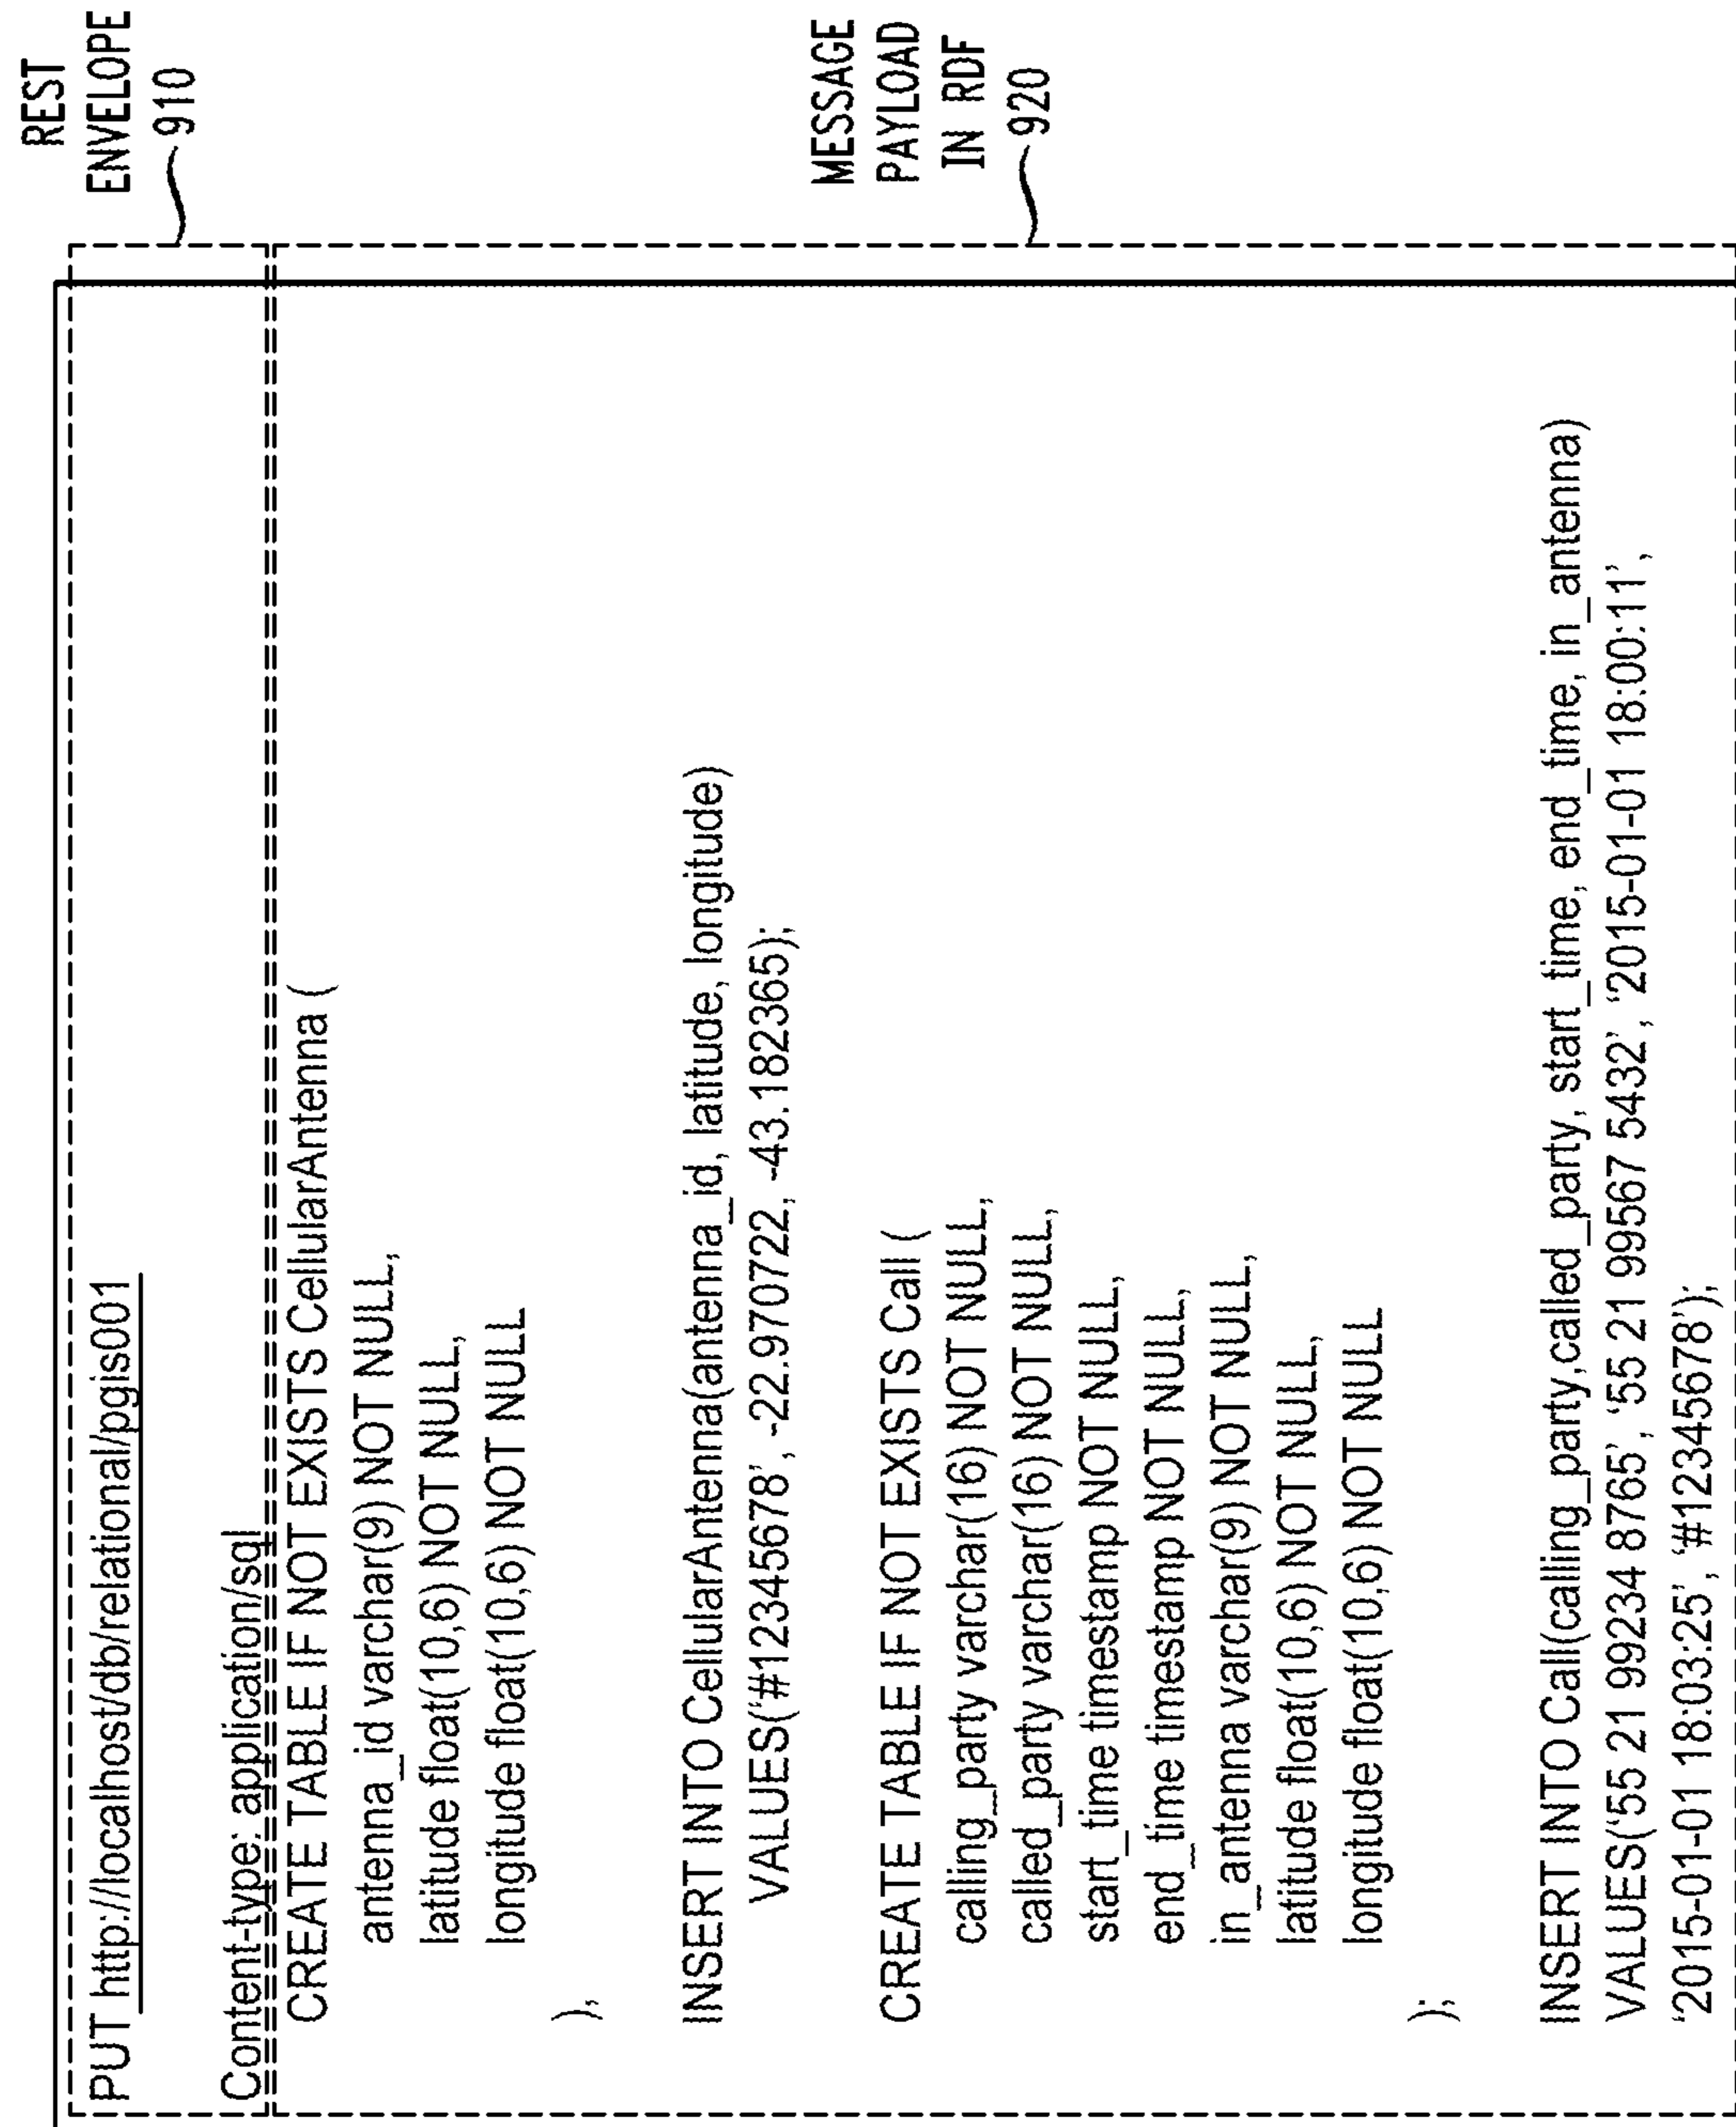 REST
ENVELOPE
910
PUT http://localhost/db/relational/pgis001
Content-type: application/sql
MESSAGE
PAYLOAD
IN RDF
920
CREATE TABLE IF NOT EXISTS CellularAntenna (
antenna_id varchar(9) NOT NULL,
latitude float(10,6) NOT NULL,
longitude float(10,6) NOT NULL
);
INSERT INTO CellularAntenna(antenna_id, latitude, longitude)
VALUES('#12345678', -22.970722, -43.182365);
CREATE TABLE IF NOT EXISTS Call (
calling_party varchar(16) NOT NULL,
called_party varchar(16) NOT NULL,
start_time timestamp NOT NULL,
end_time timestamp NOT NULL,
in_antenna varchar(9) NOT NULL,
latitude float(10,6) NOT NULL,
longitude float(10,6) NOT NULL
);
INSERT INTO Call(calling_party,called_party, start_time, end_time, in_antenna)
VALUES('55 21 99234 8765', '55 21 99567 5432', '2015-01-01 18:00:11',
'2015-01-01 18:03:25', '#12345678');